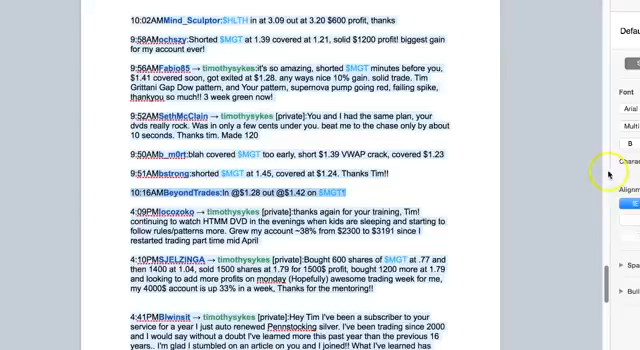 10:02AMMind_Sculptor:$HLTH in at 3.09 out at 3.20 $600 profit, thanks
9:58AMochszy:Shorted $MGT at 1.39 covered at 1.21, solid $1200 profit! biggest gain
for my account ever!
9:56AMFabio85 → timothysykes:it's so amazing, shorted $MGT minutes before you,
$1.41 covered soon, got exited at $1.28. any ways nice 10% gain. solid trade. Tim
Grittani Gap Down pattern, and Your pattern, supernova pump going red, failing spike,
thankyou so much!! 3 week green now!
9:52AMSethMcClain → timothysykes [private]:You and I had the same plan, your
dvds really rock. Was in only a few cents under you. beat me to the chase only by about
10 seconds. Thanks tim. Made 120
9:50AMb_m0rt:blah covered $MGT too early, short $1.39 VWAP crack, covered $1.23
9:51AMbstrong:shorted $MGT at 1.45, covered at $1.24. Thanks Tim!!
10:16AMBeyondTrades:In @$1.28 out @$1.42 on $MGT¶
4:09PMlocozoko → timothysykes [private]:thanks again for your training, Tim!
continuing to watch HTMM DVD in the evenings when kids are sleeping and starting to
follow rules/patterns more. Grew my account ~38% from $2300 to $3191 since I
restarted trading part time mid April
4:10PMSJELZINGA → timothysykes [private]:Bought 600 shares of $MGT at .77 and
then 1400 at 1.04, sold 1500 shares at 1.79 for 1500$ profit, bought 1200 more at 1.79
and looking to add more profits on monday (Hopefully) awesome trading week for me,
my 4000$ account is up 33% in a week, Thanks for the mentoring!!
4:41PMBlwinsit → timothysykes [private]:Hey Tim I've been a subscriber to your
service for a year I just auto renewed Pennstocking silver. I've been trading since 2000
and I would say without a doubt I've learned more this past year than the previous 16
years.. I'm glad I stumbled on an article on you and I joined!! What I've learned has
Defau
Font
Arial
Multi
B
Charac
Alignm
Spa
Bull